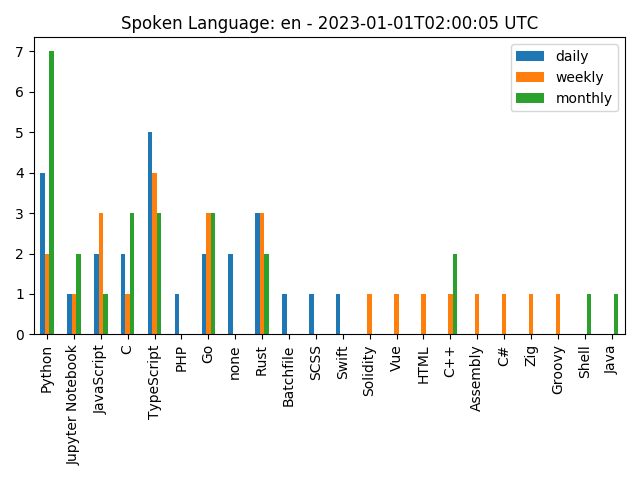 Spoken Language: en - 2023-01-01T02:00:05 UTC
daily
weekly
monthly
7
6
5
4
3
2
1
0
Python
Jupyter Notebook
JavaScript
C
TypeScript
PHP
Go
none
Rust
Batchfile
SCSS
Swift
Solidity
Vue
HTML
C++
Assembly
C#
Zig
Groovy
Shell
Java